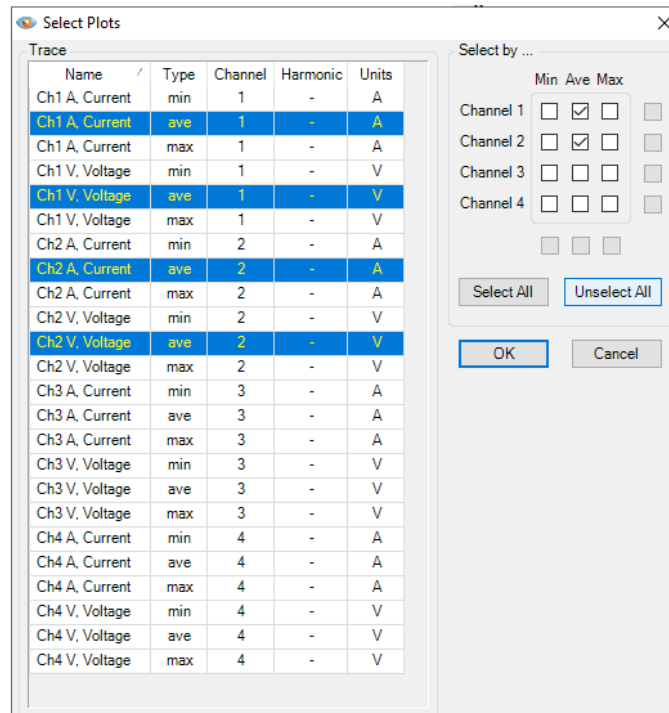 Select Plots
Trace
Name / Type Channel Harmonic Units
Ch1 A, Current min 1 - A
Ch1 A, Current ave 1 - A
Ch1 A, Current max 1 - A
Ch1 V, Voltage min 1 - V
Ch1 V, Voltage ave 1 - V
Ch1 V, Voltage max 1 - V
Ch2 A, Current min 2 - A
Ch2 A, Current ave 2 - A
Ch2 A, Current max 2 - A
Ch2 V, Voltage min 2 - V
Ch2 V, Voltage ave 2 - V
Ch2 V, Voltage max 2 - V
Ch3 A, Current min 3 - A
Ch3 A, Current ave 3 - A
Ch3 A, Current max 3 - A
Ch3 V, Voltage min 3 - V
Ch3 V, Voltage ave 3 - V
Ch3 V, Voltage max 3 - V
Ch4 A, Current min 4 - A
Ch4 A, Current ave 4 - A
Ch4 A, Current max 4 - A
Ch4 V, Voltage min 4 - V
Ch4 V, Voltage ave 4 - V
Ch4 V, Voltage max 4 - V
Select by ...
Min Ave Max
Channel 1
Channel 2
Channel 3
Channel 4
Select All Unselect All
OK Cancel